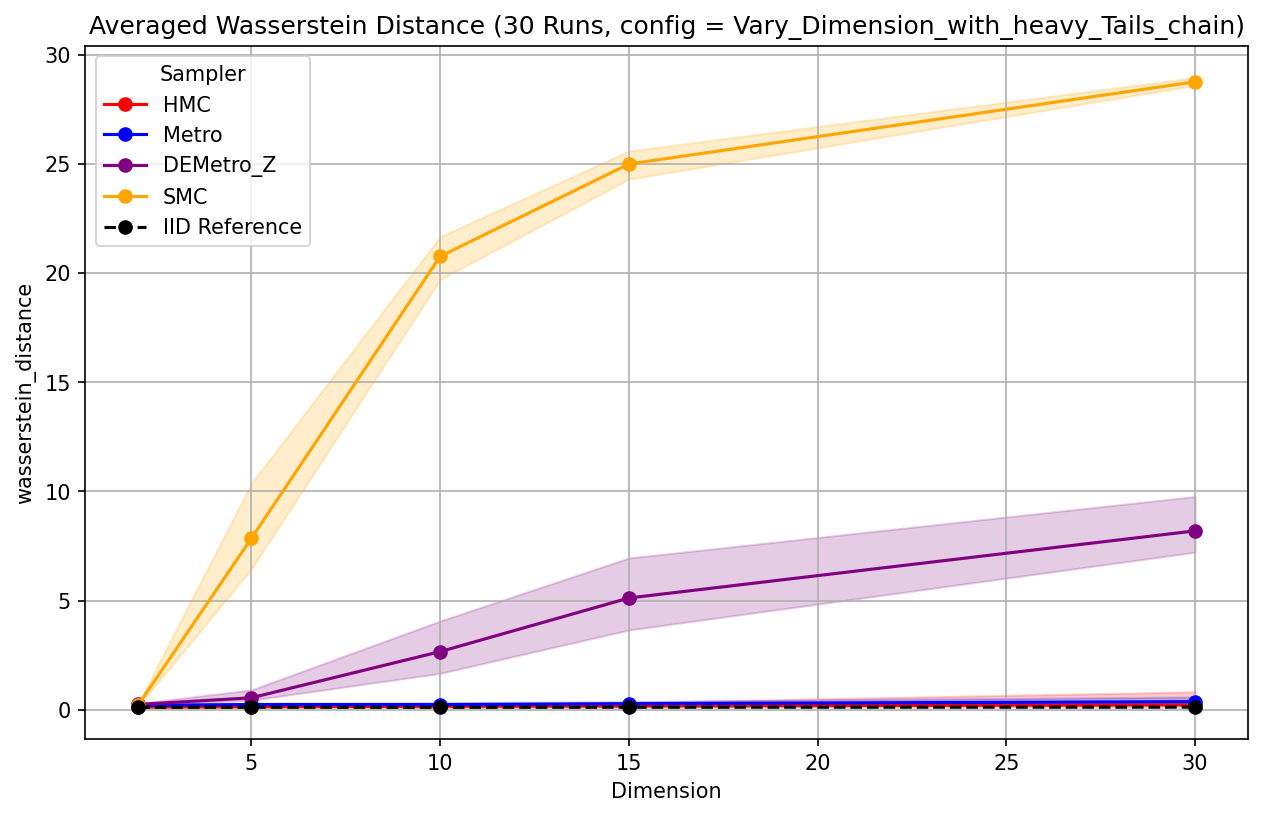 Averaged Wasserstein Distance (30 Runs, config = Vary_Dimension_with_heavy_Tails_chain)
Sampler
HMC
Metro
DEMetro_Z
SMC
IID Reference
wasserstein_distance
30
25
20
15
10
5
0
5
10
15
20
25
30
Dimension